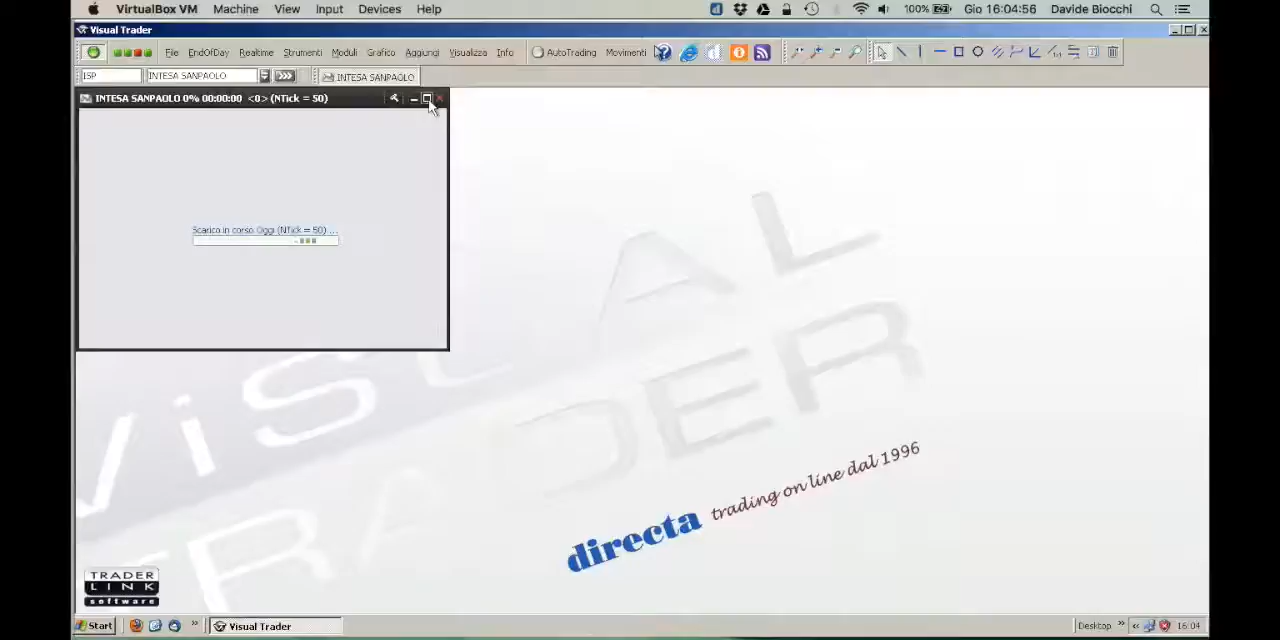 VirtualBox VM Machine View Input Devices Help 100% Gio 16:04:56 Davide Biocchi
Visual Trader
File EndOfDay Realtime Strumenti Moduli Grafico Aggiungi Visualizza Info AutoTrading Movimenti
ISP INTESA SANPAOLO INTESA SANPAOLO
INTESA SANPAOLO 0% 00:00:00 <0> (NTick = 50)
Scarico in corso Oggi (NTick = 50) ...
ViSUAL
TRADER
directa trading on line dal 1996
TRADER
LINK
software
Start Visual Trader Desktop 16:04